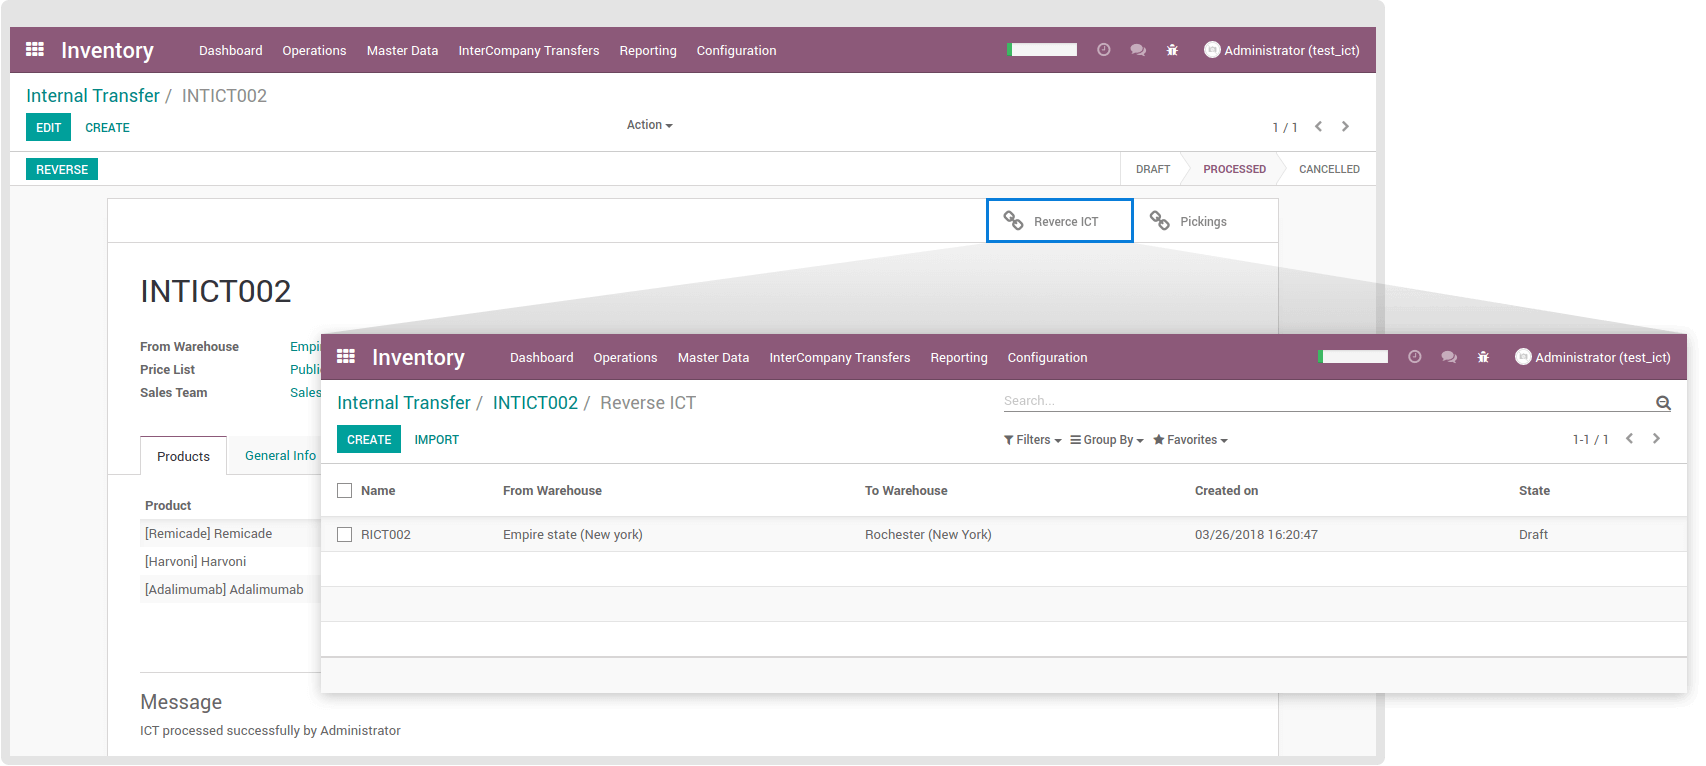 Inventory Dashboard Operations Master Data InterCompany Transfers Reporting Configuration Administrator (test_ict)
Internal Transfer / INTICT002
EDIT CREATE Action 1 / 1
REVERSE DRAFT PROCESSED CANCELLED
Reverce ICT Pickings
INTICT002
From Warehouse Empi
Price List Public
Sales Team Sales
Products General Info
Product
[Remicade] Remicade
[Harvoni] Harvoni
[Adalimumab] Adalimumab
Message
ICT processed successfully by Administrator
Inventory Dashboard Operations Master Data InterCompany Transfers Reporting Configuration Administrator (test_ict)
Internal Transfer / INTICT002 / Reverse ICT Search...
CREATE IMPORT Filters Group By Favorites 1-1 / 1
Name From Warehouse To Warehouse Created on State
RICT002 Empire state (New york) Rochester (New York) 03/26/2018 16:20:47 Draft